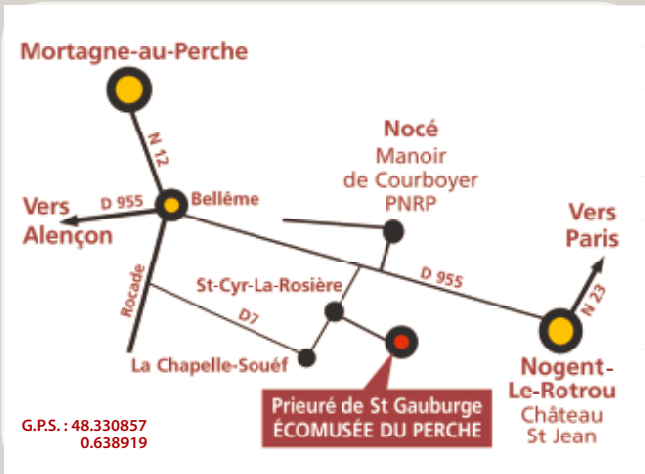 Mortagne-au-Perche
N 12
Nocé
Manoir
de Courboyer
PNRP
Vers
Alençon
D 955
Bellême
Vers
Paris
Rocade
St-Cyr-La-Rosière
D 955
N 23
D7
La Chapelle-Souéf
Nogent-
Le-Rotrou
Château
St Jean
Prieuré de St Gauburge
ÉCOMUSÉE DU PERCHE
G.P.S. : 48.330857
0.638919